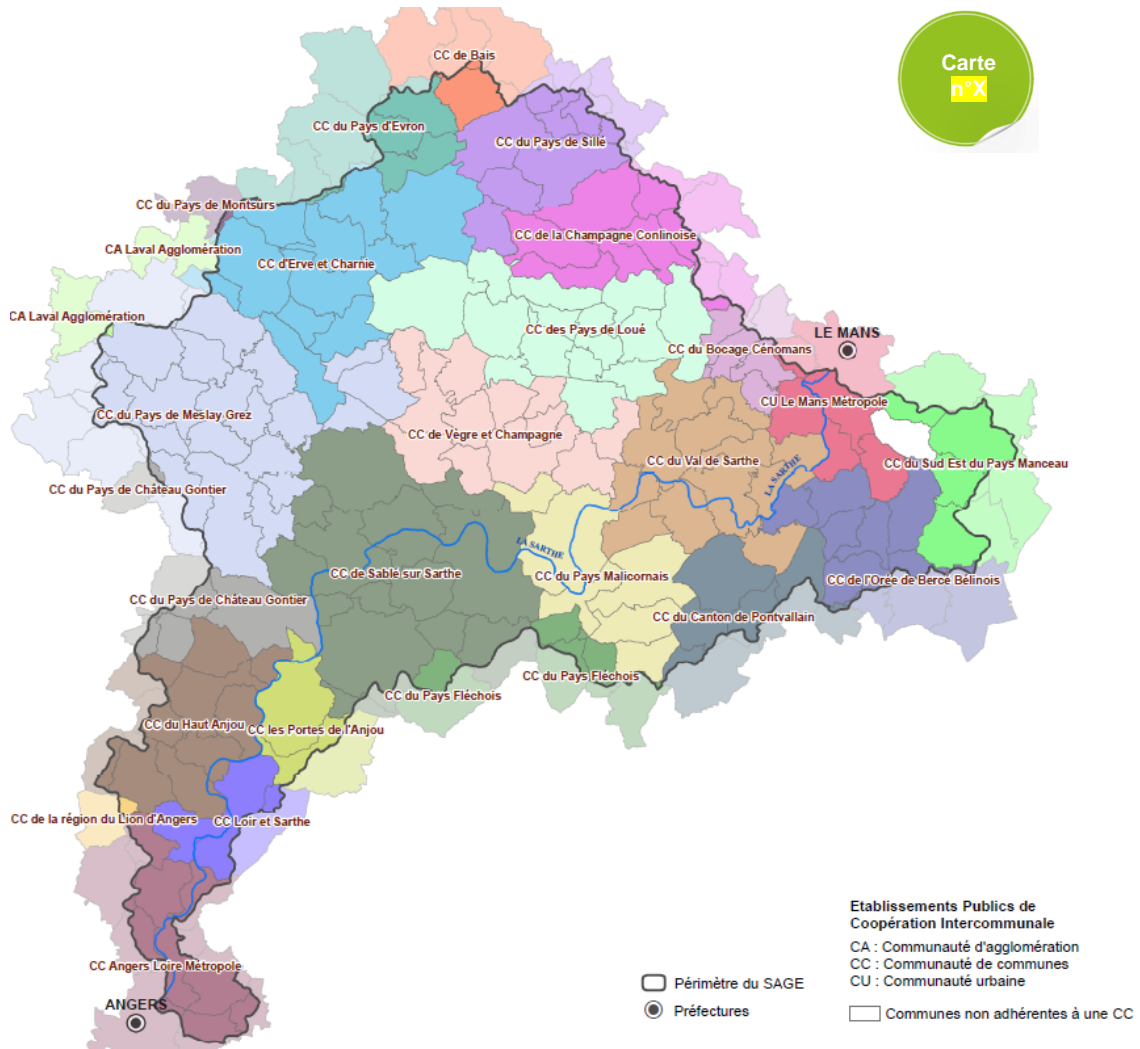 Carte
n°X
CC de Bais
CC du Pays d'Evron
CC du Pays de Sillé
CC du Pays de Montsurs
CC de la Champagne Conlinoise
CA Laval Agglomération
CC d'Erve et Charnie
CA Laval Agglomération
CC des Pays de Loué
LE MANS
CC du Bocage Cénomans
CU Le Mans Métropole
CC du Pays de Meslay Grez
CC de Vègre et Champagne
CC du Val de Sarthe
CC du Sud Est du Pays Manceau
LA SARTHE
CC du Pays de Château Gontier
LA SARTHE
CC de Sablé sur Sarthe
CC du Pays Malicornais
CC de l'Orée de Bercé Bélinois
CC du Pays de Château Gontier
CC du Canton de Pontvallain
CC du Pays Fléchois
CC du Pays Fléchois
CC du Haut Anjou
CC les Portes de l'Anjou
CC de la région du Lion d'Angers
CC Loir et Sarthe
CC Angers Loire Métropole
ANGERS
Périmètre du SAGE
Préfectures
Etablissements Publics de
Coopération Intercommunale
CA : Communauté d'agglomération
CC : Communauté de communes
CU : Communauté urbaine
Communes non adhérentes à une CC